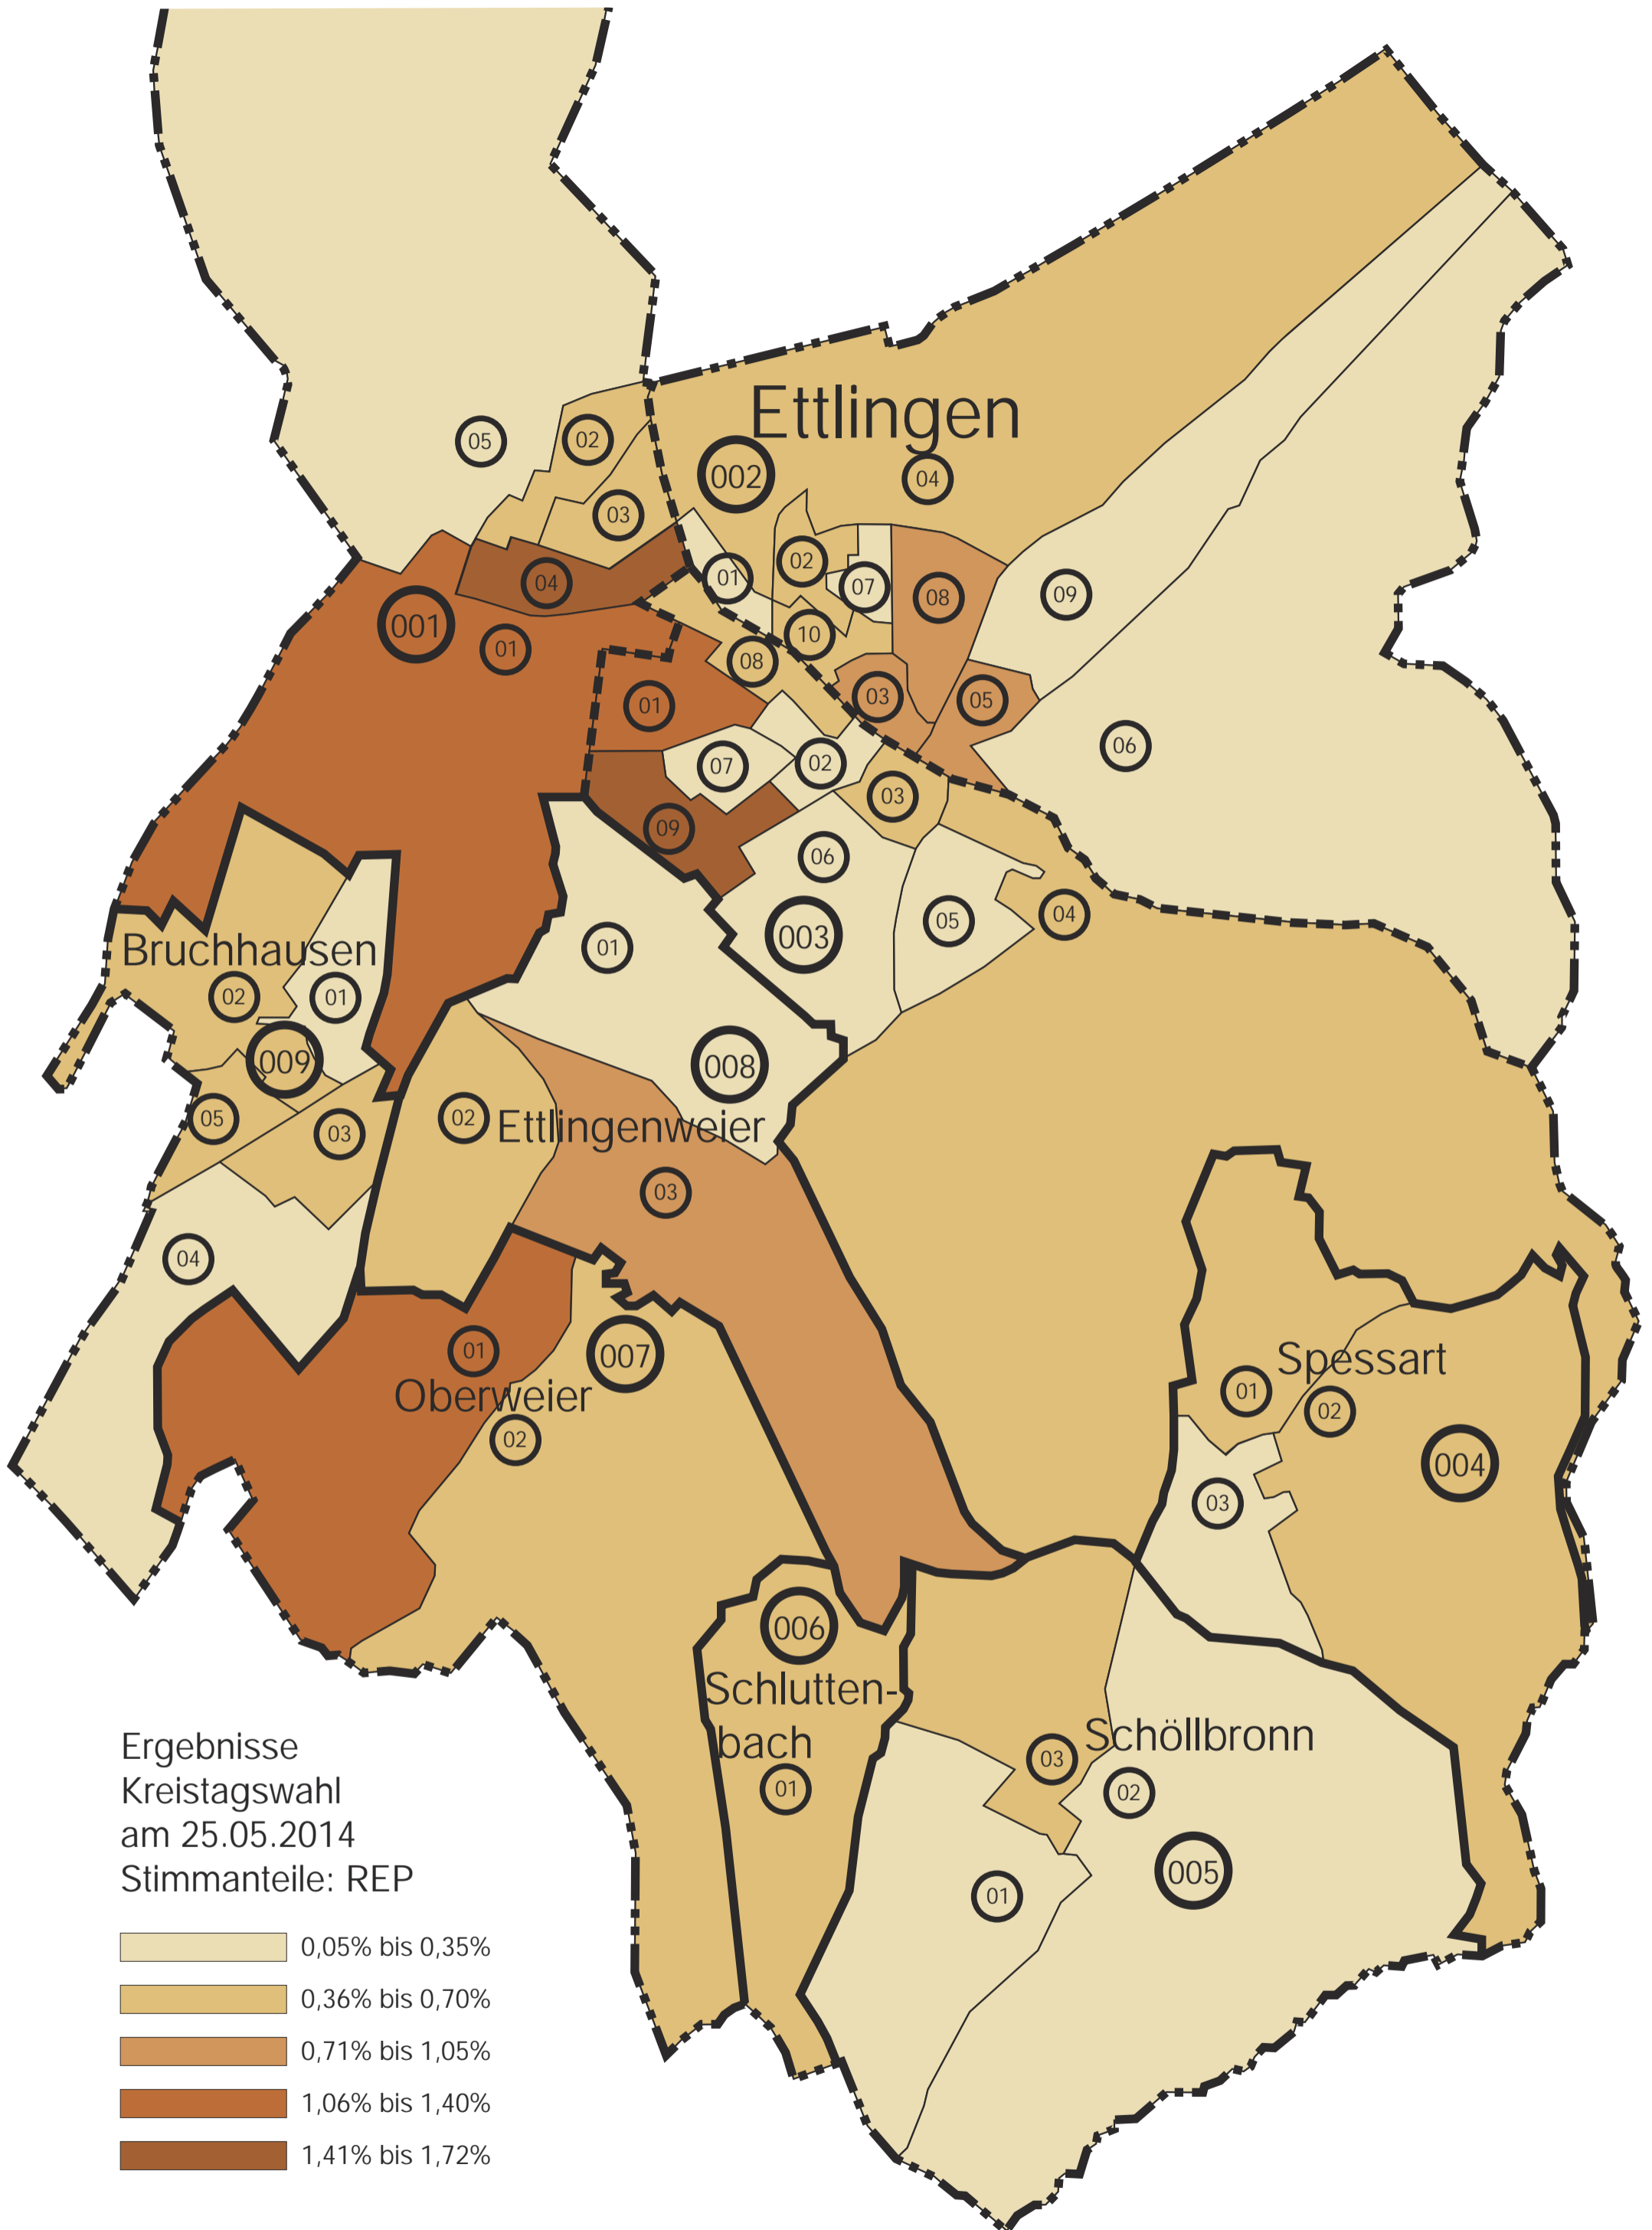 Ettlingen
05
02
002
04
03
01
02
04
07
08
09
001
10
01
08
03
05
01
06
02
07
03
09
06
04
05
003
01
Bruchhausen
02
01
009
008
02
Ettlingenweier
05
03
03
04
01
007
Spessart
01
Oberweier
02
02
004
03
006
Schlutten-
bach
Schöllbronn
03
01
02
005
01
Ergebnisse
Kreistagswahl
am 25.05.2014
Stimmanteile: REP
0,05% bis 0,35%
0,36% bis 0,70%
0,71% bis 1,05%
1,06% bis 1,40%
1,41% bis 1,72%